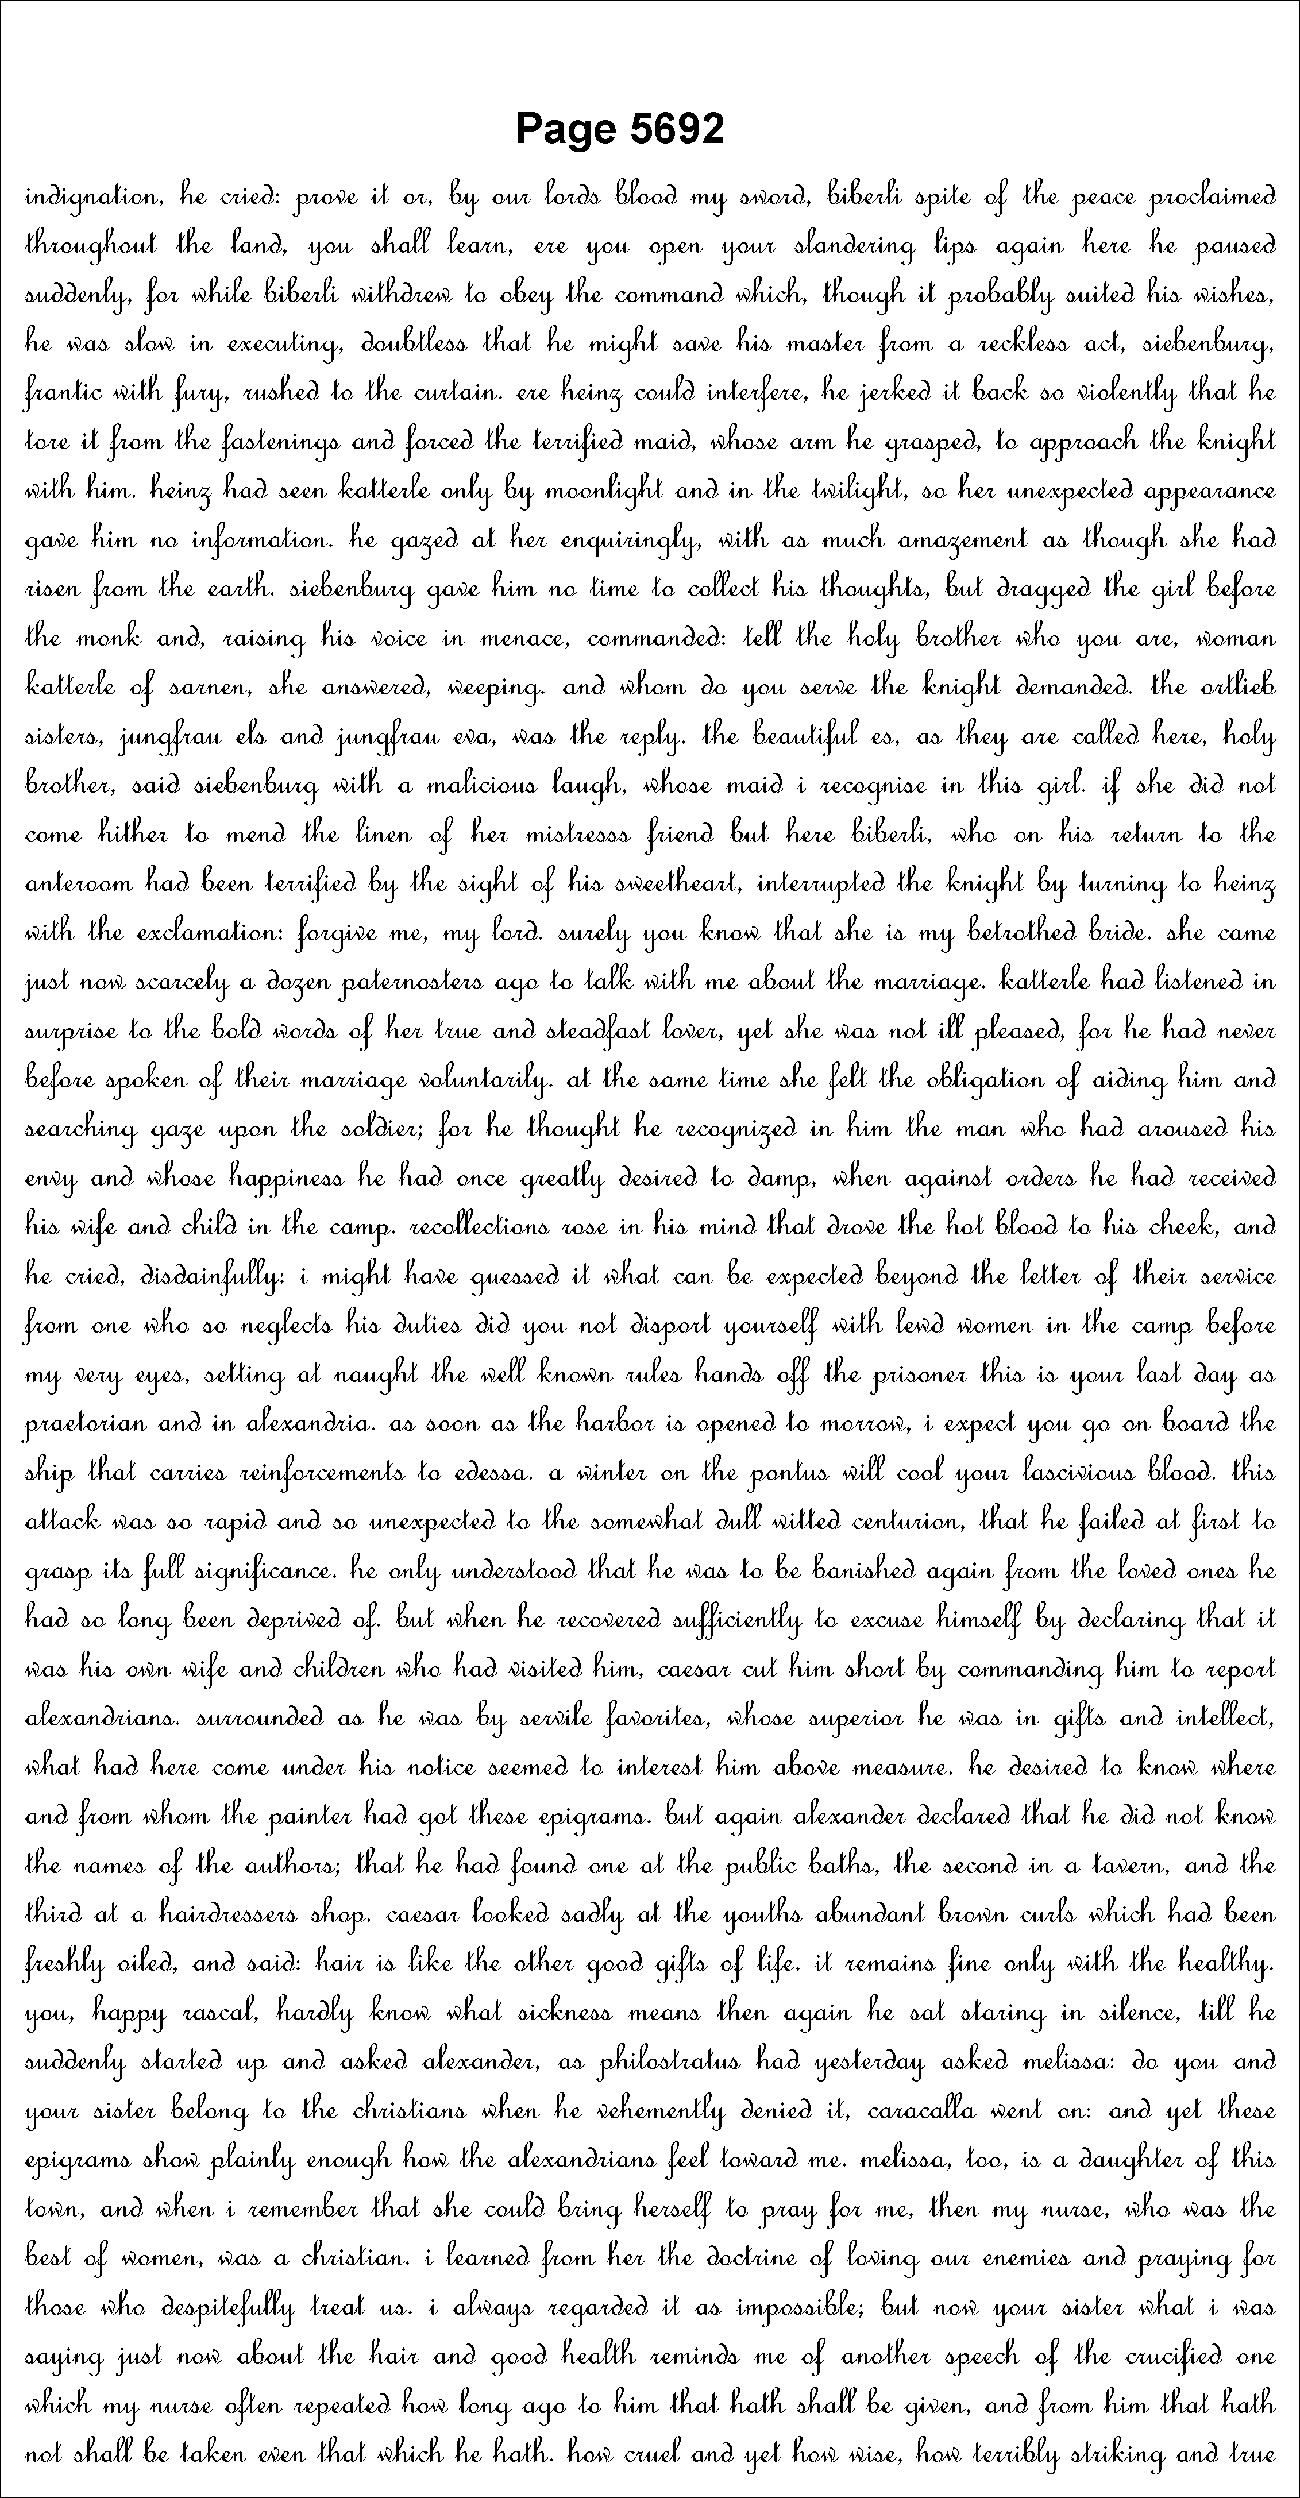 Page 5692
indignation, he cried: prove it or, by our lords blood my sword, biberli spite of the peace proclaimed
throughout the land, you shall learn, ere you open your slandering lips again here he paused
suddenly, for while biberli withdrew to obey the command which, though it probably suited his wishes,
he was slow in executing, doubtless that he might save his master from a reckless act, siebenburg,
frantic with fury, rushed to the curtain. ere heinz could interfere, he jerked it back so violently that he
tore it from the fastenings and forced the terrified maid, whose arm he grasped, to approach the knight
with him. heinz had seen katterle only by moonlight and in the twilight, so her unexpected appearance
gave him no information. he gazed at her enquiringly, with as much amazement as though she had
risen from the earth. siebenburg gave him no time to collect his thoughts, but dragged the girl before
the monk and, raising his voice in menace, commanded: tell the holy brother who you are, woman
katterle of sarnen, she answered, weeping. and whom do you serve the knight demanded. the ortlieb
sisters, jungfrau els and jungfrau eva, was the reply. the beautiful es, as they are called here, holy
brother, said siebenburg with a malicious laugh, whose maid i recognise in this girl. if she did not
come hither to mend the linen of her mistresss friend but here biberli, who on his return to the
anteroom had been terrified by the sight of his sweetheart, interrupted the knight by turning to heinz
with the exclamation: forgive me, my lord. surely you know that she is my betrothed bride. she came
just now scarcely a dozen paternosters ago to talk with me about the marriage. katterle had listened in
surprise to the bold words of her true and steadfast lover, yet she was not ill pleased, for he had never
before spoken of their marriage voluntarily. at the same time she felt the obligation of aiding him and
searching gaze upon the soldier; for he thought he recognized in him the man who had aroused his
envy and whose happiness he had once greatly desired to damp, when against orders he had received
his wife and child in the camp. recollections rose in his mind that drove the hot blood to his cheek, and
he cried, disdainfully: i might have guessed it what can be expected beyond the letter of their service
from one who so neglects his duties did you not disport yourself with lewd women in the camp before
my very eyes, setting at naught the well known rules hands off the prisoner this is your last day as
praetorian and in alexandria. as soon as the harbor is opened to morrow, i expect you go on board the
ship that carries reinforcements to edessa. a winter on the pontus will cool your lascivious blood. this
attack was so rapid and so unexpected to the somewhat dull witted centurion, that he failed at first to
grasp its full significance. he only understood that he was to be banished again from the loved ones he
had so long been deprived of. but when he recovered sufficiently to excuse himself by declaring that it
was his own wife and children who had visited him, caesar cut him short by commanding him to report
alexandrians. surrounded as he was by servile favorites, whose superior he was in gifts and intellect,
what had here come under his notice seemed to interest him above measure. he desired to know where
and from whom the painter had got these epigrams. but again alexander declared that he did not know
the names of the authors; that he had found one at the public baths, the second in a tavern, and the
third at a hairdressers shop. caesar looked sadly at the youths abundant brown curls which had been
freshly oiled, and said: hair is like the other good gifts of life. it remains fine only with the healthy.
you, happy rascal, hardly know what sickness means then again he sat staring in silence, till he
suddenly started up and asked alexander, as philostratus had yesterday asked melissa: do you and
your sister belong to the christians when he vehemently denied it, caracalla went on: and yet these
epigrams show plainly enough how the alexandrians feel toward me. melissa, too, is a daughter of this
town, and when i remember that she could bring herself to pray for me, then my nurse, who was the
best of women, was a christian. i learned from her the doctrine of loving our enemies and praying for
those who despitefully treat us. i always regarded it as impossible; but now your sister what i was
saying just now about the hair and good health reminds me of another speech of the crucified one
which my nurse often repeated how long ago to him that hath shall be given, and from him that hath
not shall be taken even that which he hath. how cruel and yet how wise, how terribly striking and true